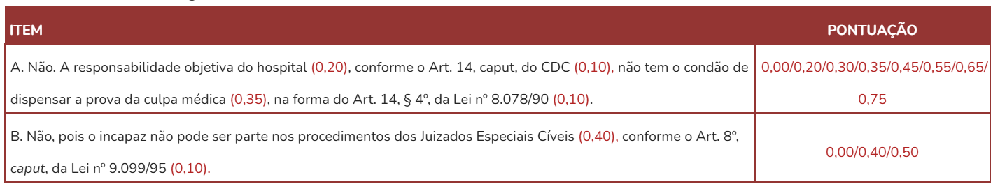 ITEM PONTUAÇÃO
A. Não. A responsabilidade objetiva do hospital (0,20), conforme o Art. 14, caput, do CDC (0,10), não tem o condão de
dispensar a prova da culpa médica (0,35), na forma do Art. 14, § 4º, da Lei nº 8.078/90 (0,10).
0,00/0,20/0,30/0,35/0,45/0,55/0,65/
0,75
B. Não, pois o incapaz não pode ser parte nos procedimentos dos Juizados Especiais Cíveis (0,40), conforme o Art. 8º,
caput, da Lei nº 9.099/95 (0,10).
0,00/0,40/0,50